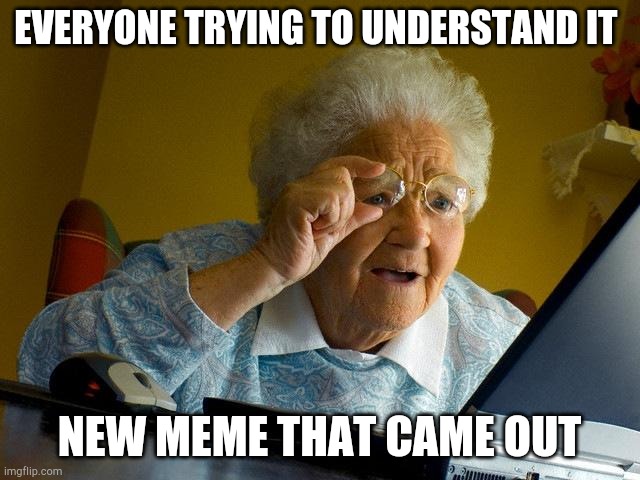 EVERYONE TRYING TO UNDERSTAND IT
NEW MEME THAT CAME OUT
imgflip.com